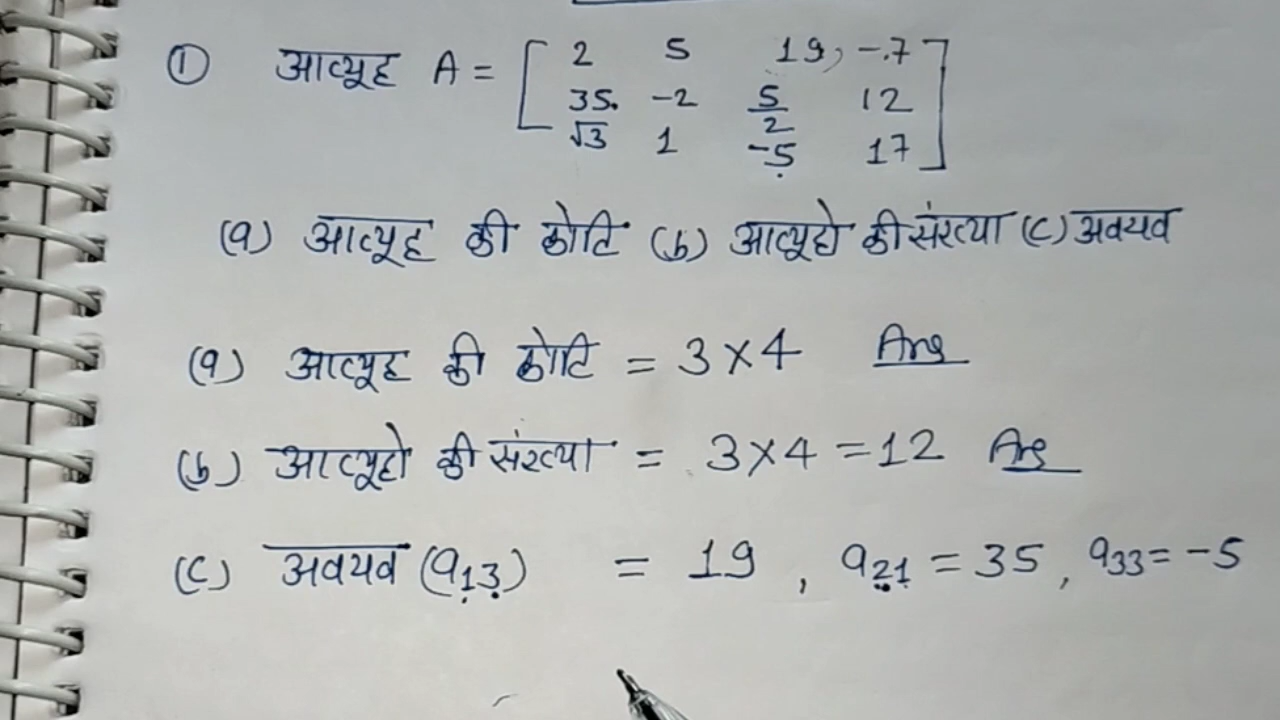 ① आव्यूह A = [ 2 5 19, -.7
35. -2 5/2 12
√3 1 -5 17 ]
(a) आव्यूह की कोटि (b) आव्यूहो की संख्या (c) अवयव
(a) आव्यूह की कोटि = 3×4 Ans
(b) आव्यूहो की संख्या = 3×4 = 12 Ans
(c) अवयव (a13) = 19 , a21 = 35, a33 = -5